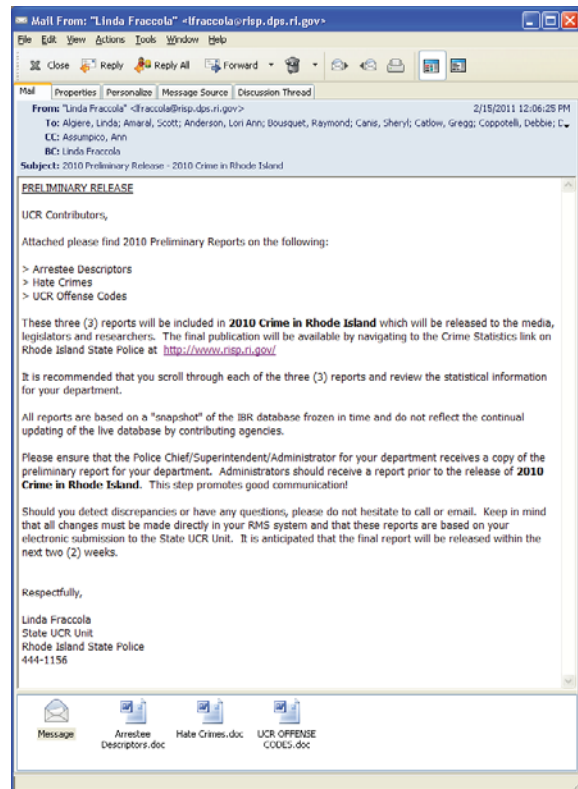 Mail From: "Linda Fraccola" <lfraccola@risp.dps.ri.gov>
File Edit View Actions Tools Window Help
Close Reply Reply All Forward
Mail Properties Personalize Message Source Discussion Thread
From: "Linda Fraccola" <lfraccola@risp.dps.ri.gov> 2/15/2011 12:06:25 PM
To: Algere, Linda; Amaral, Scott; Anderson, Lori Ann; Bousquet, Raymond; Canis, Sheryl; Catlow, Gregg; Coppotelli, Debbie;
CC: Assumpico, Ann
BC: Linda Fraccola
Subject: 2010 Preliminary Release - 2010 Crime in Rhode Island
PRELIMINARY RELEASE
UCR Contributors,
Attached please find 2010 Preliminary Reports on the following:
> Arrestee Descriptors
> Hate Crimes
> UCR Offense Codes
These three (3) reports will be included in 2010 Crime in Rhode Island which will be released to the media,
legislators and researchers. The final publication will be available by navigating to the Crime Statistics link on
Rhode Island State Police at http://www.risp.ri.gov/
It is recommended that you scroll through each of the three (3) reports and review the statistical information
for your department.
All reports are based on a "snapshot" of the IBR database frozen in time and do not reflect the continual
updating of the live database by contributing agencies.
Please ensure that the Police Chief/Superintendent/Administrator for your department receives a copy of the
preliminary report for your department. Administrators should receive a report prior to the release of 2010
Crime in Rhode Island. This step promotes good communication!
Should you detect discrepancies or have any questions, please do not hesitate to call or email. Keep in mind
that all changes must be made directly in your RMS system and that these reports are based on your
electronic submission to the State UCR Unit. It is anticipated that the final report will be released within the
next two (2) weeks.
Respectfully,
Linda Fraccola
State UCR Unit
Rhode Island State Police
444-1156
Message Arrestee Hate Crimes.doc UCR OFFENSE
Descriptors.doc CODES.doc